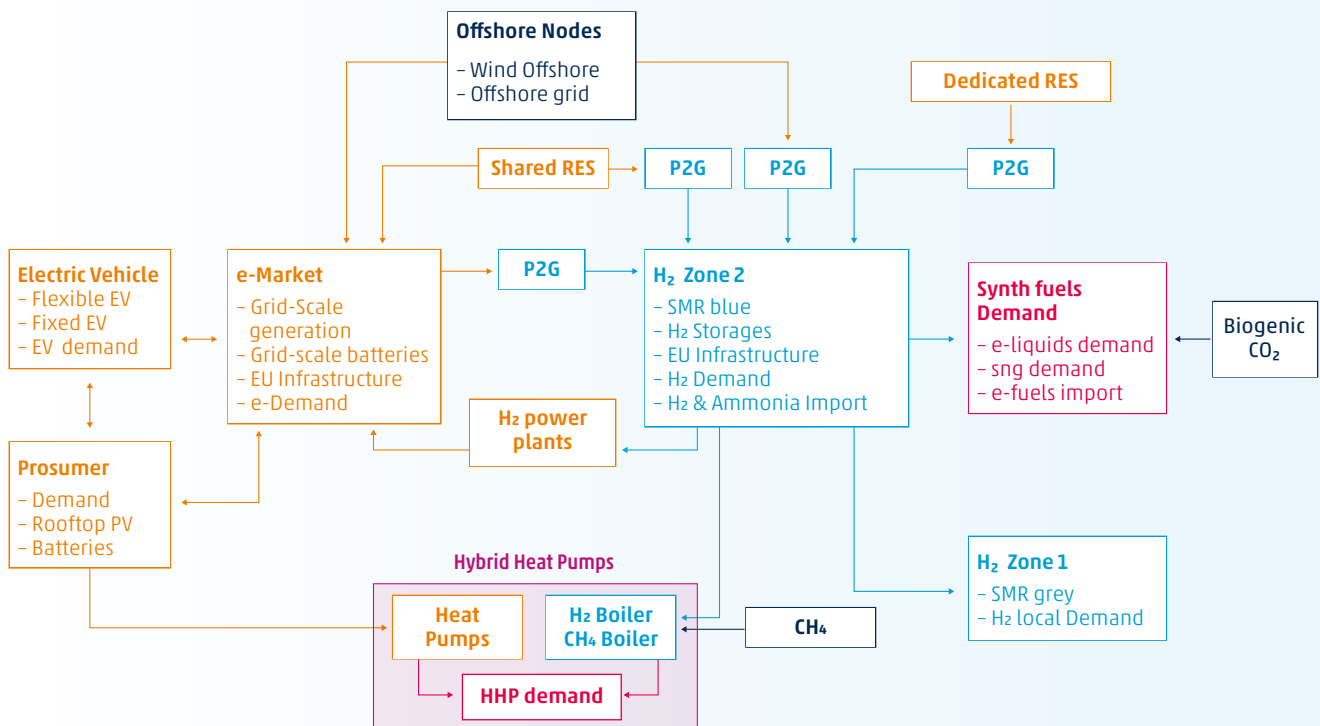 Offshore Nodes
– Wind Offshore
– Offshore grid
Dedicated RES
Shared RES
P2G
P2G
P2G
Electric Vehicle
– Flexible EV
– Fixed EV
– EV demand
e-Market
– Grid-Scale
generation
– Grid-scale batteries
– EU Infrastructure
– e-Demand
P2G
H₂ Zone 2
– SMR blue
– H₂ Storages
– EU Infrastructure
– H₂ Demand
– H₂ & Ammonia Import
Synth fuels
Demand
– e-liquids demand
– sng demand
– e-fuels import
Biogenic
CO₂
H₂ power
plants
Prosumer
– Demand
– Rooftop PV
– Batteries
Hybrid Heat Pumps
Heat
Pumps
H₂ Boiler
CH₄ Boiler
CH₄
HHP demand
H₂ Zone 1
– SMR grey
– H₂ local Demand